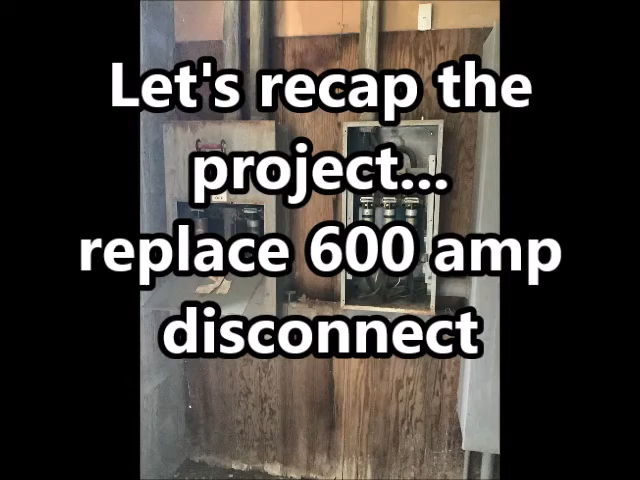 Let's recap the
project...
replace 600 amp
disconnect